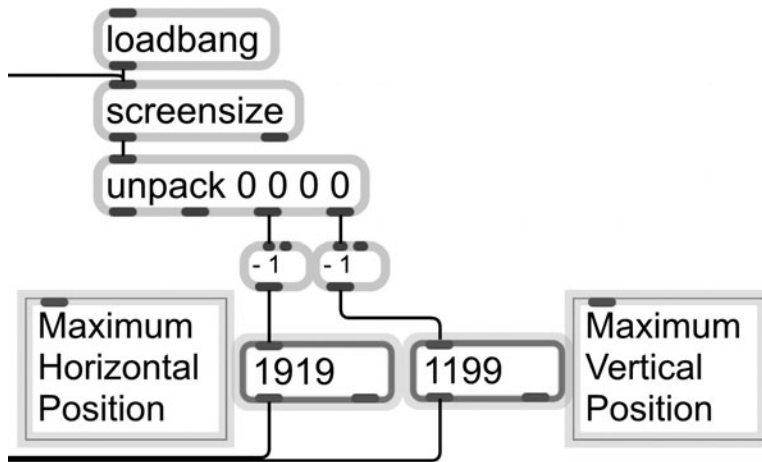 loadbang
screensize
unpack 0 0 0 0
- 1
- 1
Maximum
Horizontal
Position
1919
1199
Maximum
Vertical
Position